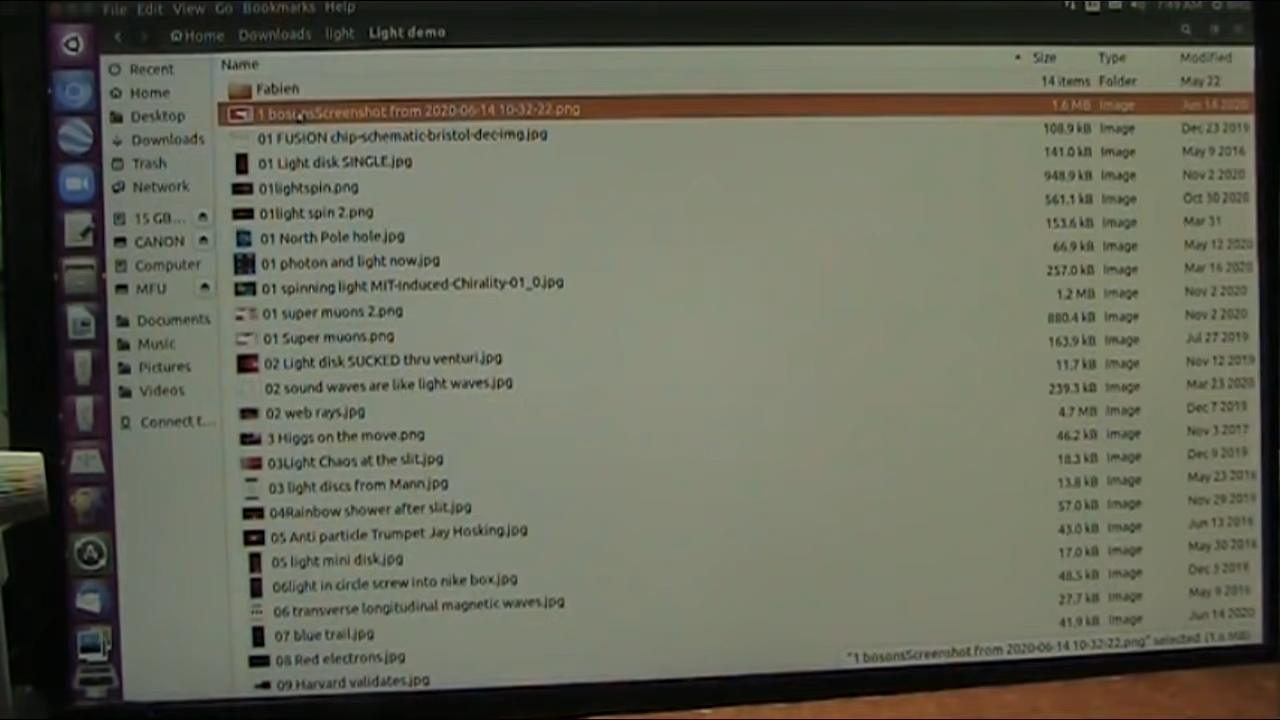 File Edit View Go Bookmarks Help 7:49 AM
Home Downloads light Light demo
Name Size Type Modified
Recent
Home
Desktop
Downloads
Trash
Network
15 GB...
CANON
Computer
MFU
Documents
Music
Pictures
Videos
Connect t...
Fabien 14 items Folder May 22
1 bosonsScreenshot from 2020-06-14 10-32-22.png 1.6 MB Image Jun 14 2020
01 FUSION chip-schematic-bristol-dec-img.jpg 108.9 kB Image Dec 23 2019
01 Light disk SINGLE.jpg 141.0 kB Image May 9 2016
01lightspin.png 948.9 kB Image Nov 2 2020
01light spin 2.png 561.1 kB Image Oct 30 2020
01 North Pole hole.jpg 153.6 kB Image Mar 31
01 photon and light now.jpg 66.9 kB Image May 12 2020
01 spinning light MIT-Induced-Chirality-01_0.jpg 257.0 kB Image Mar 16 2020
01 super muons 2.png 1.2 MB Image Nov 2 2020
01 Super muons.png 880.4 kB Image Nov 2 2020
02 Light disk SUCKED thru venturi.jpg 163.9 kB Image Jul 27 2019
02 sound waves are like light waves.jpg 11.7 kB Image Nov 12 2019
02 web rays.jpg 239.3 kB Image Mar 23 2020
3 Higgs on the move.png 4.7 MB Image Dec 7 2019
03Light Chaos at the slit.jpg 46.2 kB Image Nov 3 2017
03 light discs from Mann.jpg 18.3 kB Image Dec 9 2019
04Rainbow shower after slit.jpg 13.8 kB Image May 23 2016
05 Anti particle Trumpet Jay Hosking.jpg 57.0 kB Image Nov 29 2019
05 light mini disk.jpg 43.0 kB Image Jun 13 2016
06light in circle screw into nike box.jpg 17.0 kB Image May 30 2016
06 transverse longitudinal magnetic waves.jpg 48.5 kB Image Dec 3 2018
07 blue trail.jpg 27.7 kB Image May 9 2016
08 Red electrons.jpg 41.9 kB Image Jun 14 2020
09 Harvard validates.jpg
"1 bosonsScreenshot from 2020-06-14 10-32-22.png" selected (1.6 MB)